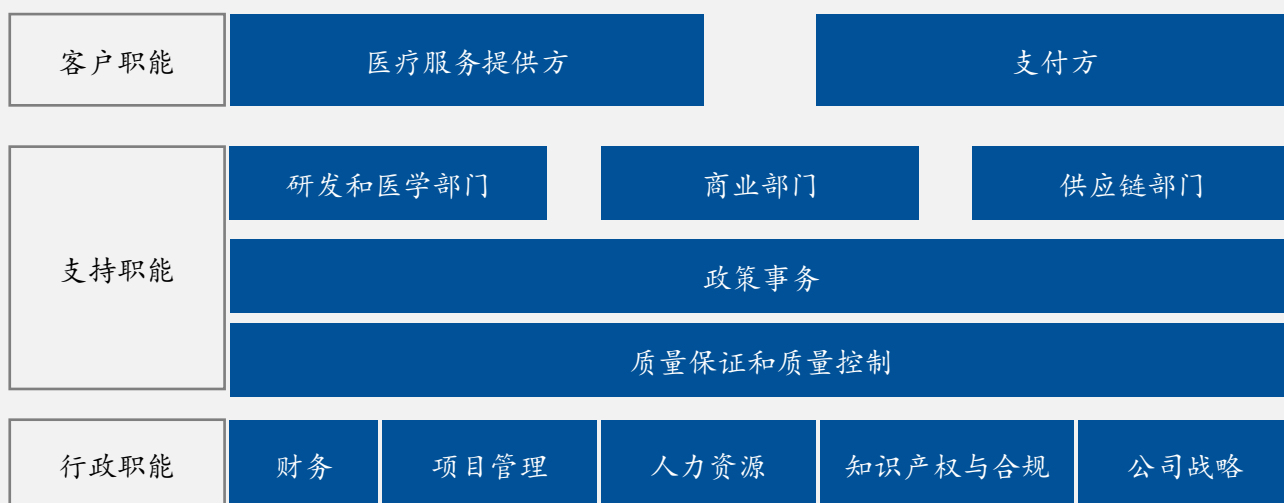 客户职能
医疗服务提供方
支付方
支持职能
研发和医学部门
商业部门
供应链部门
政策事务
质量保证和质量控制
行政职能
财务
项目管理
人力资源
知识产权与合规
公司战略